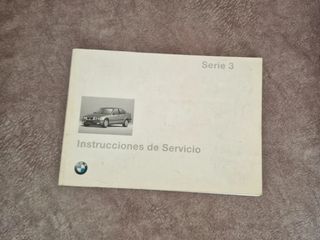 Serie 3
Instrucciones de Servicio